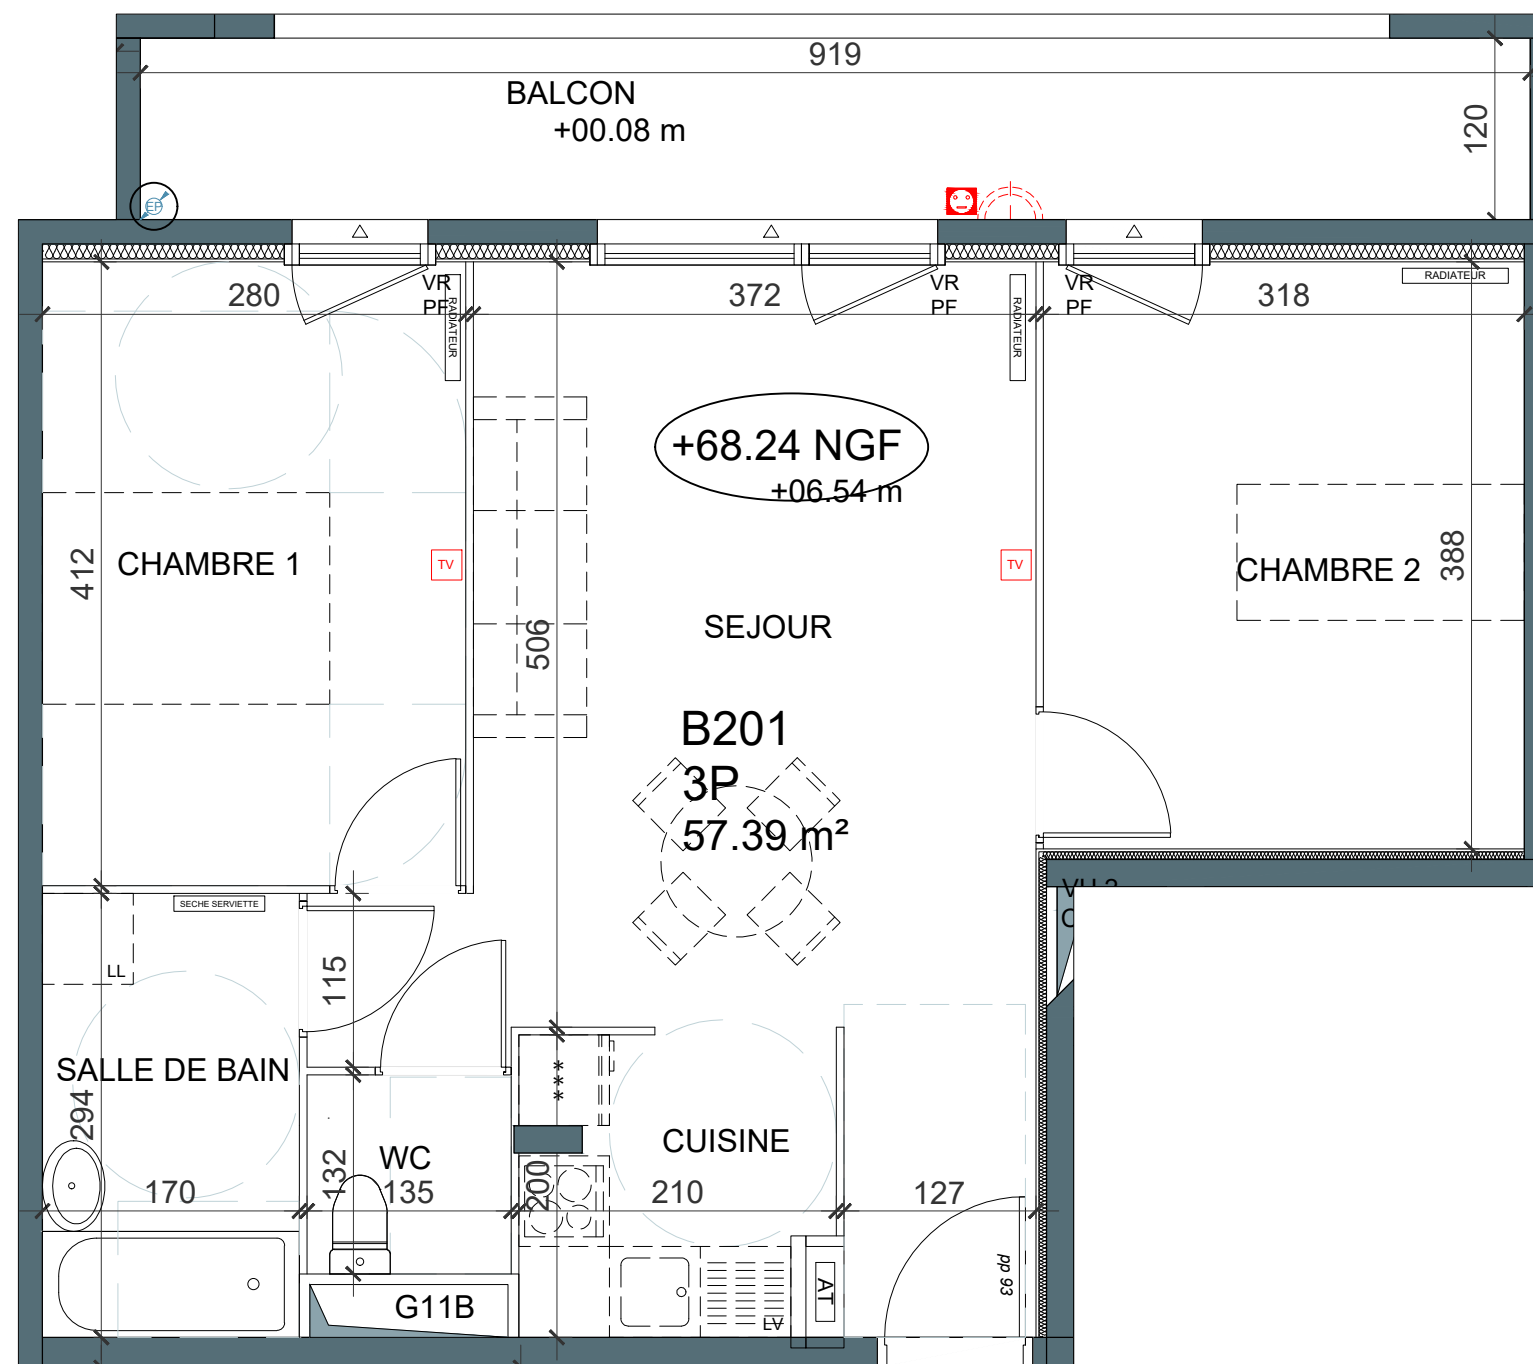 919
BALCON
+00.08 m
120
EP
VR
PF
VR
PF
VR
PF
RADIATEUR
RADIATEUR
RADIATEUR
280
372
318
+68.24 NGF
+06.54 m
412
CHAMBRE 1
TV
TV
CHAMBRE 2
388
506
SEJOUR
B201
3P
57.39 m²
SECHE SERVIETTE
LL
115
SALLE DE BAIN
294
***
WC
132
135
170
200
CUISINE
210
127
pp 93
G11B
AT
LV